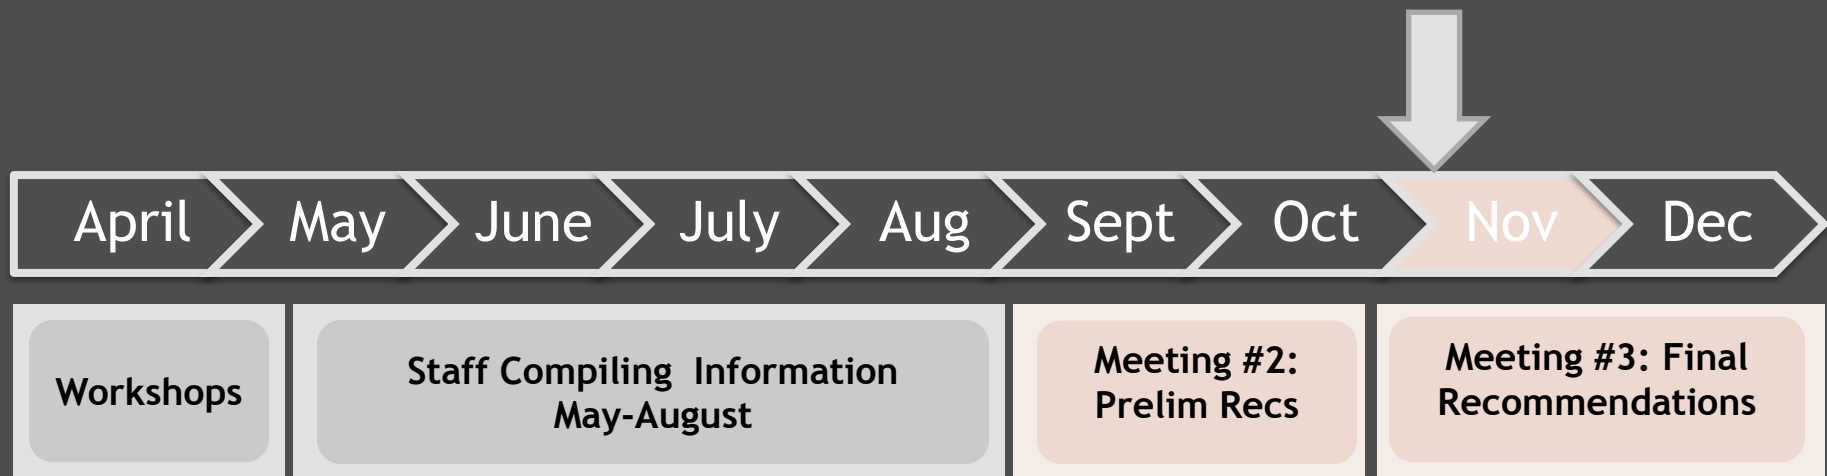 April May June July Aug Sept Oct Nov Dec
Workshops
Staff Compiling  Information
May-August
Meeting #2:
Prelim Recs
Meeting #3: Final
Recommendations